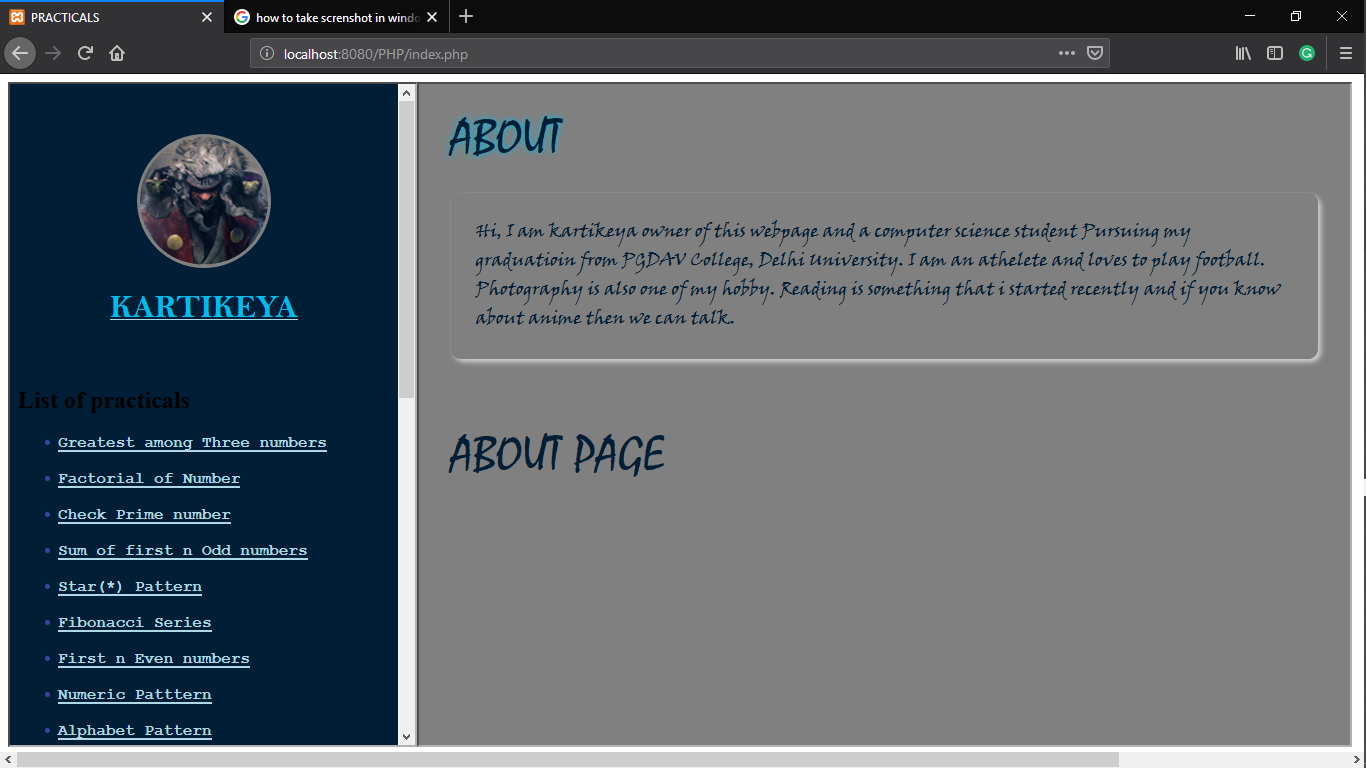 PRACTICALS
how to take screnshot in windo
localhost:8080/PHP/index.php
KARTIKEYA
List of practicals
Greatest among Three numbers
Factorial of Number
Check Prime number
Sum of first n Odd numbers
Star(*) Pattern
Fibonacci Series
First n Even numbers
Numeric Patttern
Alphabet Pattern
ABOUT
Hi, I am kartikeya owner of this webpage and a computer science student Pursuing my
graduatioin from PGDAV College, Delhi University. I am an athelete and loves to play football.
Photography is also one of my hobby. Reading is something that i started recently and if you know
about anime then we can talk.
ABOUT PAGE